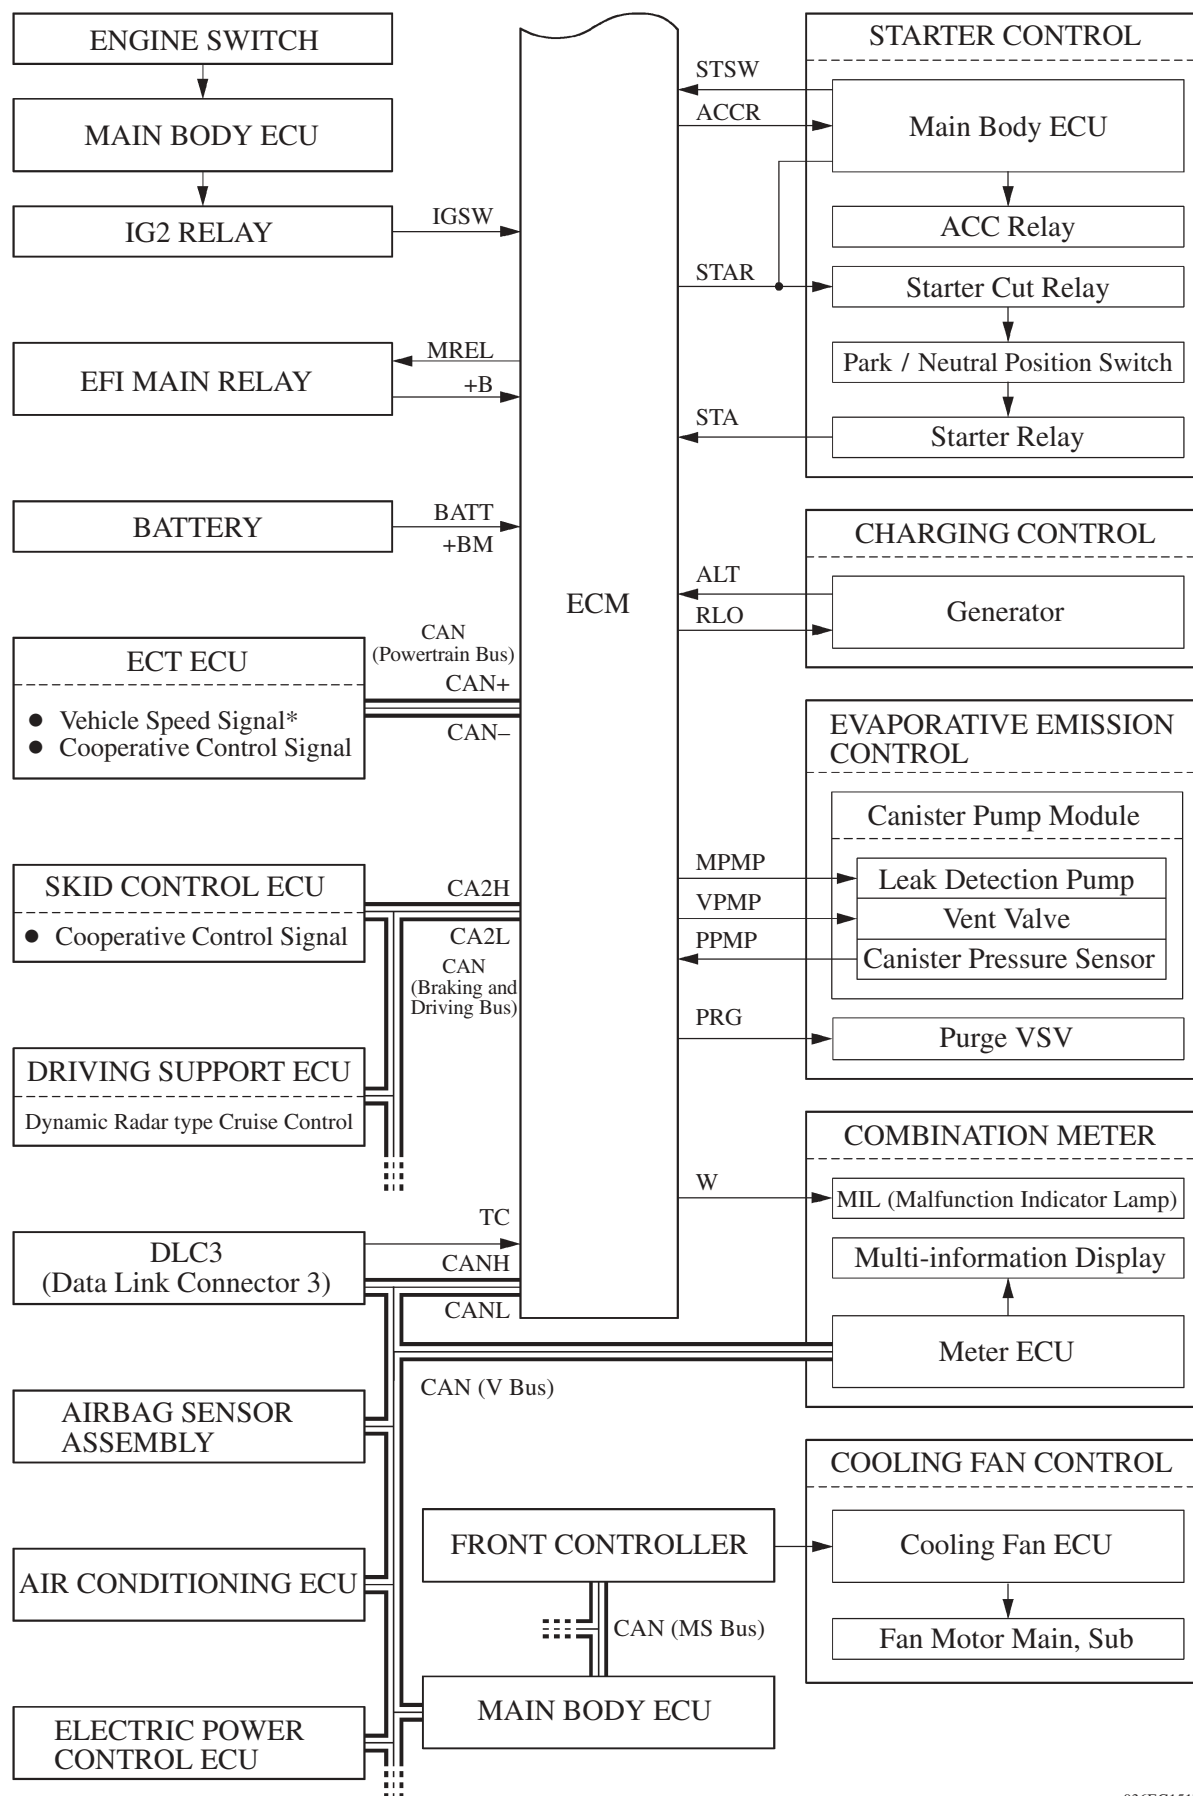 ENGINE SWITCH
MAIN BODY ECU
IG2 RELAY
IGSW
EFI MAIN RELAY
MREL
+B
BATTERY
BATT
+BM
ECT ECU
● Vehicle Speed Signal*
● Cooperative Control Signal
CAN
(Powertrain Bus)
CAN+
CAN–
SKID CONTROL ECU
● Cooperative Control Signal
CA2H
CA2L
CAN
(Braking and
Driving Bus)
DRIVING SUPPORT ECU
Dynamic Radar type Cruise Control
DLC3
(Data Link Connector 3)
TC
CANH
CANL
CAN (V Bus)
AIRBAG SENSOR
ASSEMBLY
AIR CONDITIONING ECU
ELECTRIC POWER
CONTROL ECU
ECM
STARTER CONTROL
STSW
ACCR
Main Body ECU
ACC Relay
STAR
Starter Cut Relay
Park / Neutral Position Switch
STA
Starter Relay
CHARGING CONTROL
ALT
RLO
Generator
EVAPORATIVE EMISSION
CONTROL
Canister Pump Module
MPMP
Leak Detection Pump
VPMP
Vent Valve
PPMP
Canister Pressure Sensor
PRG
Purge VSV
COMBINATION METER
W
MIL (Malfunction Indicator Lamp)
Multi-information Display
Meter ECU
COOLING FAN CONTROL
FRONT CONTROLLER
Cooling Fan ECU
CAN (MS Bus)
Fan Motor Main, Sub
MAIN BODY ECU